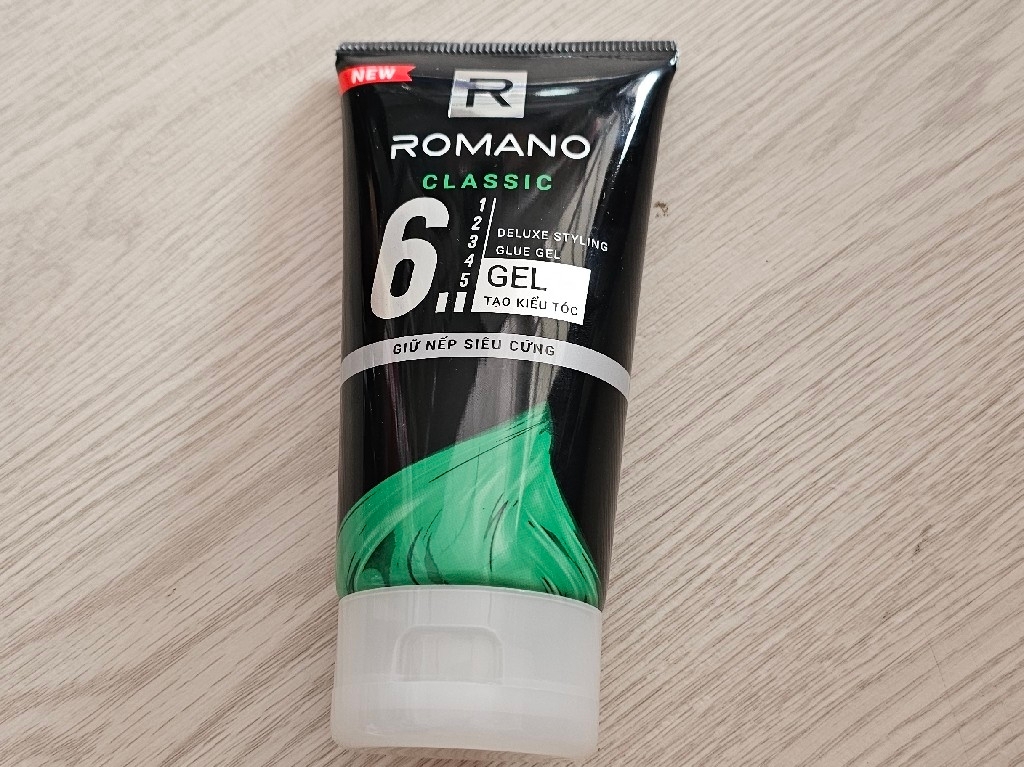 NEW
R
ROMANO
CLASSIC
6
1
2
3
4
5
DELUXE STYLING
GLUE GEL
GEL
TẠO KIỂU TÓC
GIỮ NẾP SIÊU CỨNG